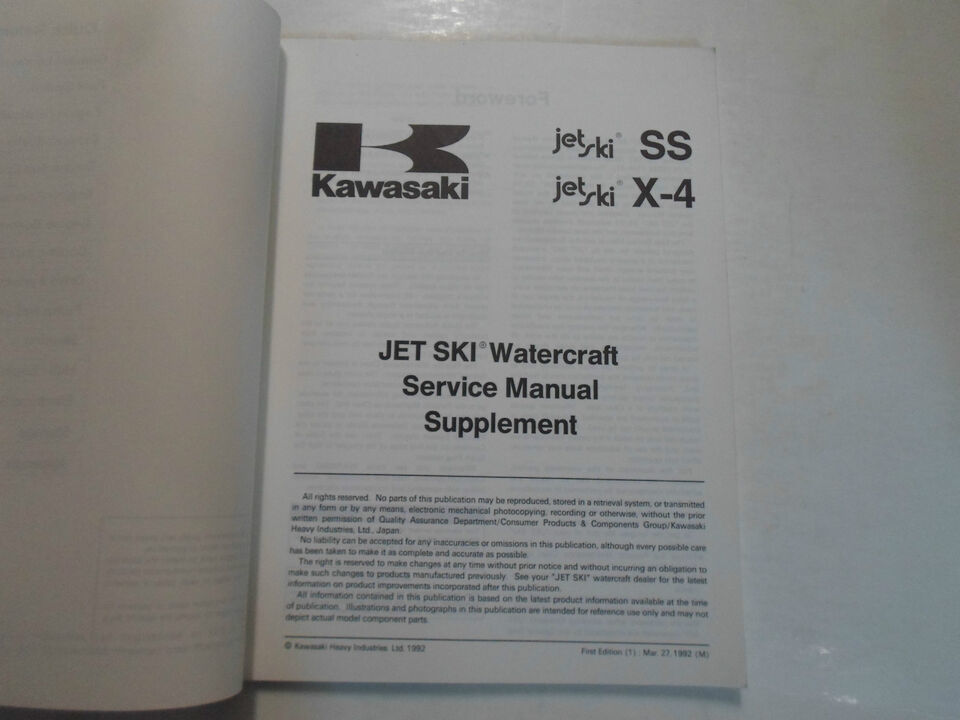 Foreword
Kawasaki
jet ski® SS
jet ski® X-4
JET SKI® Watercraft
Service Manual
Supplement
All rights reserved. No parts of this publication may be reproduced, stored in a retrieval system, or transmitted
in any form or by any means, electronic mechanical photocopying, recording or otherwise, without the prior
written permission of Quality Assurance Department/Consumer Products & Components Group/Kawasaki
Heavy Industries, Ltd., Japan.
No liability can be accepted for any inaccuracies or omissions in this publication, although every possible care
has been taken to make it as complete and accurate as possible.
The right is reserved to make changes at any time without prior notice and without incurring an obligation to
make such changes to products manufactured previously. See your "JET SKI" watercraft dealer for the latest
information on product improvements incorporated after this publication.
All information contained in this publication is based on the latest product information available at the time
of publication. Illustrations and photographs in this publication are intended for reference use only and may not
depict actual model component parts.
© Kawasaki Heavy Industries, Ltd. 1992
First Edition (1) : Mar. 27, 1992 (M)